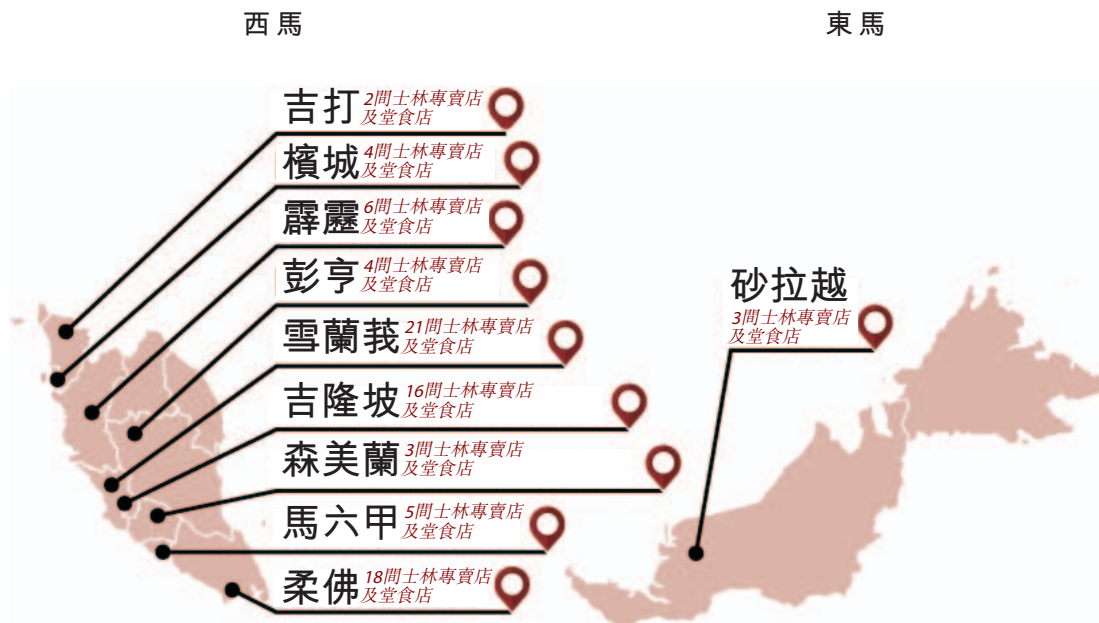 西馬
東馬
吉打
2間士林專賣店
及堂食店
檳城
4間士林專賣店
及堂食店
霹靂
6間士林專賣店
及堂食店
彭亨
4間士林專賣店
及堂食店
雪蘭莪
21間士林專賣店
及堂食店
吉隆坡
16間士林專賣店
及堂食店
森美蘭
3間士林專賣店
及堂食店
馬六甲
5間士林專賣店
及堂食店
柔佛
18間士林專賣店
及堂食店
砂拉越
3間士林專賣店
及堂食店